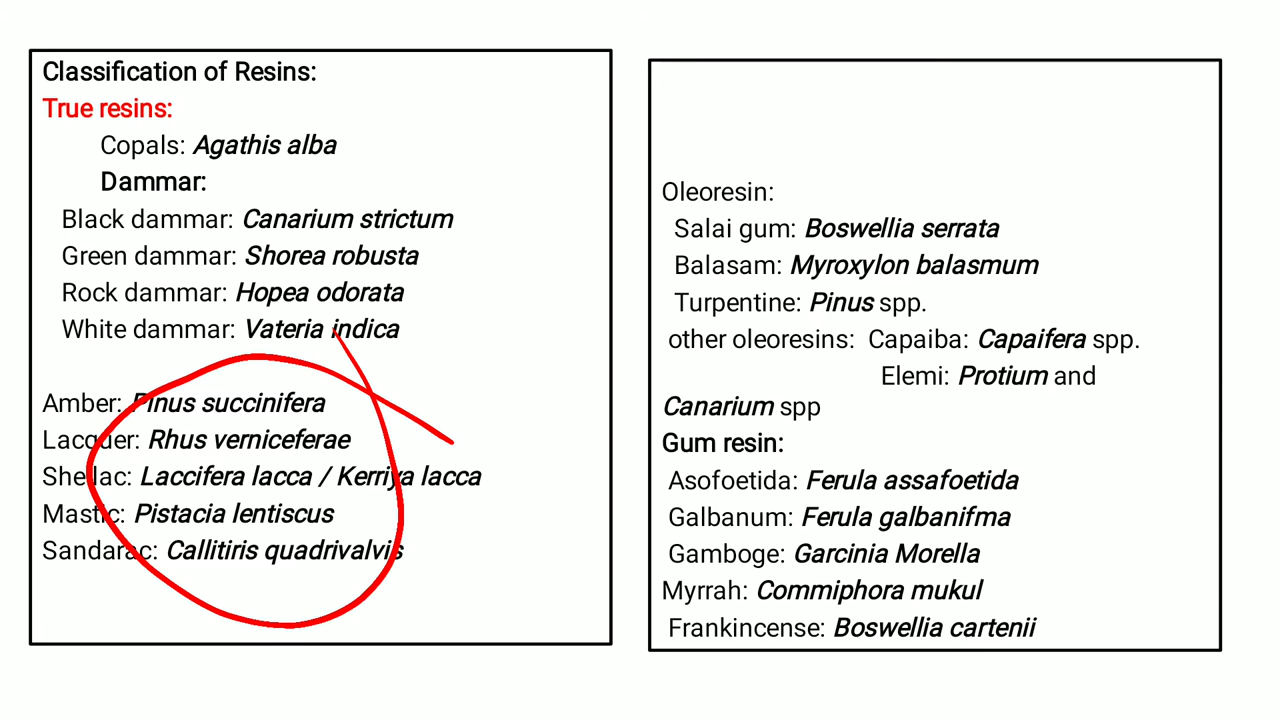 Classification of Resins:
True resins:
Copals: Agathis alba
Dammar:
Black dammar: Canarium strictum
Green dammar: Shorea robusta
Rock dammar: Hopea odorata
White dammar: Vateria indica
Amber: Pinus succinifera
Lacquer: Rhus verniceferae
Shellac: Laccifera lacca / Kerriya lacca
Mastic: Pistacia lentiscus
Sandarac: Callitiris quadrivalvis
Oleoresin:
Salai gum: Boswellia serrata
Balasam: Myroxylon balasmum
Turpentine: Pinus spp.
other oleoresins: Capaiba: Capaifera spp.
Elemi: Protium and
Canarium spp
Gum resin:
Asofoetida: Ferula assafoetida
Galbanum: Ferula galbanifma
Gamboge: Garcinia Morella
Myrrah: Commiphora mukul
Frankincense: Boswellia cartenii